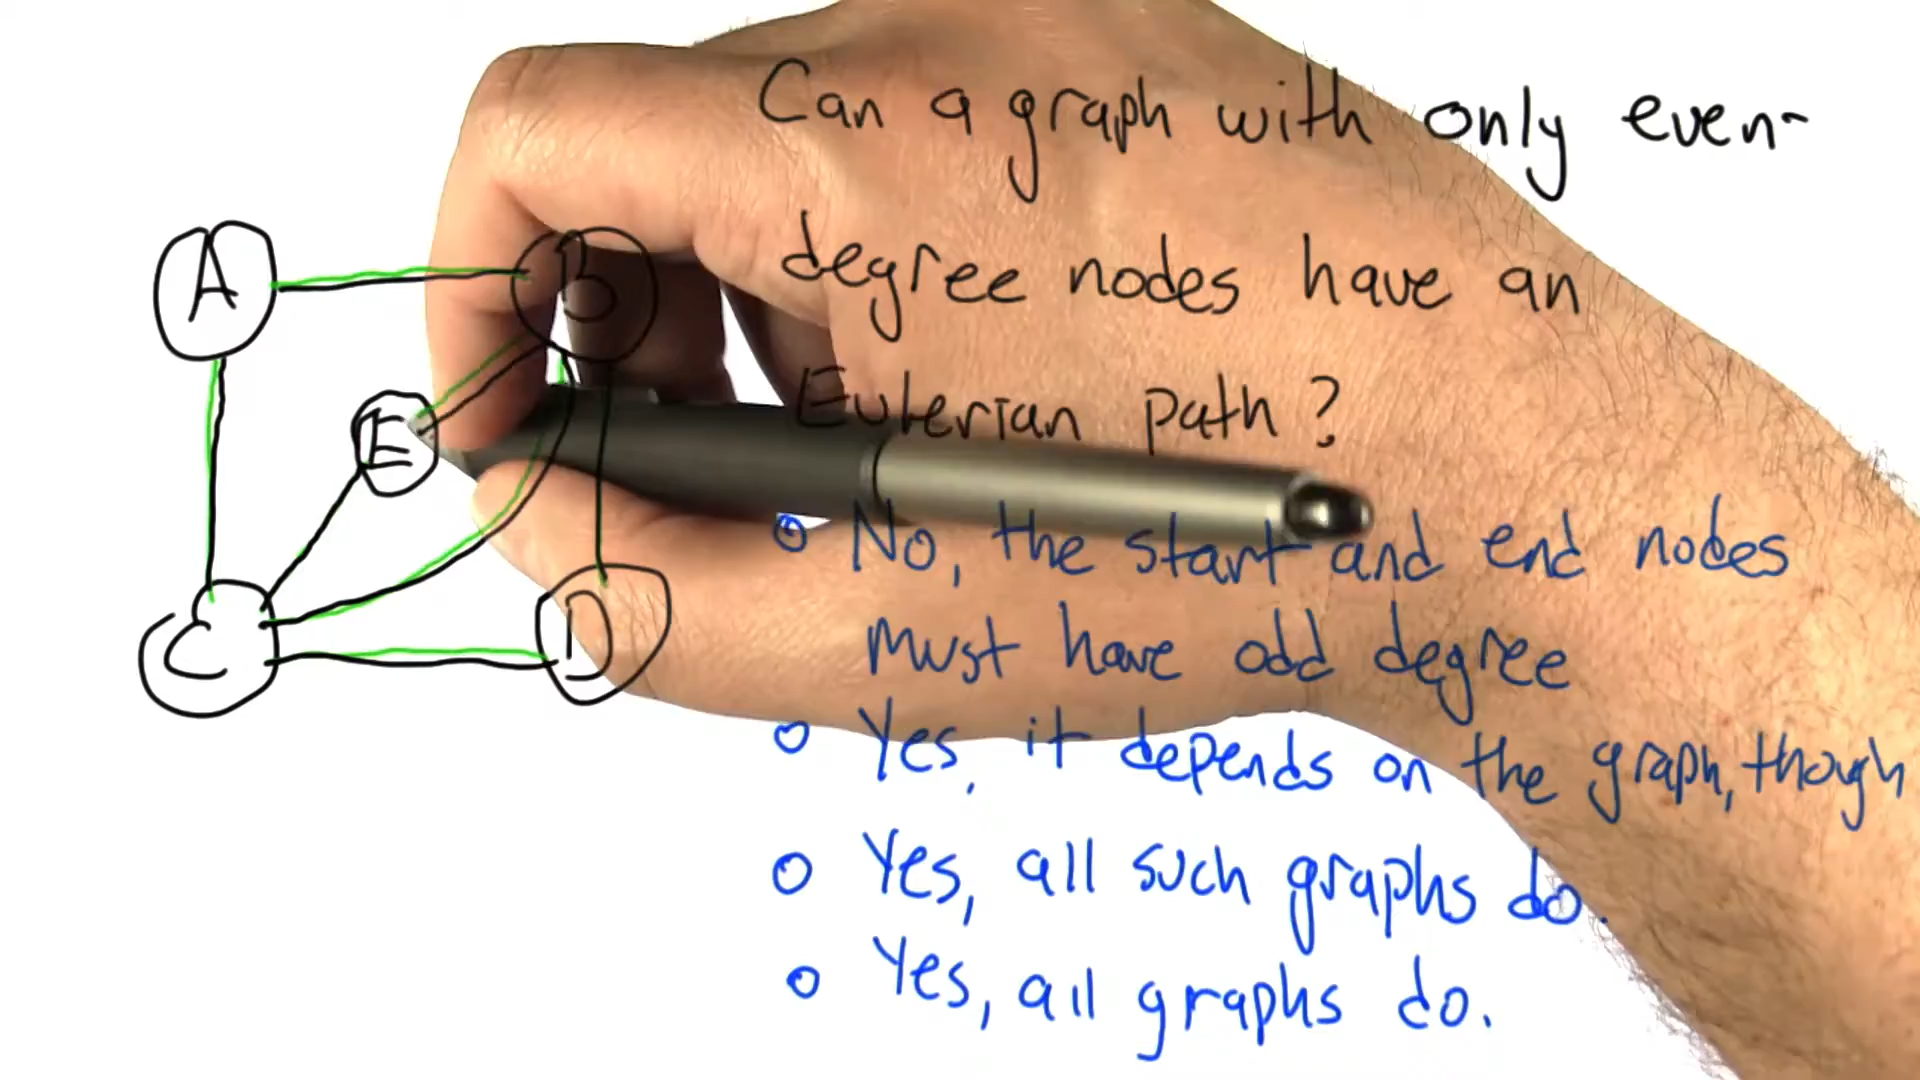 Can a graph with only even-
degree nodes have an
Eulerian path?
A
B
E
No, the start and end nodes
must have odd degree
C
D
Yes, it depends on the graph, though
Yes, all such graphs do.
Yes, all graphs do.